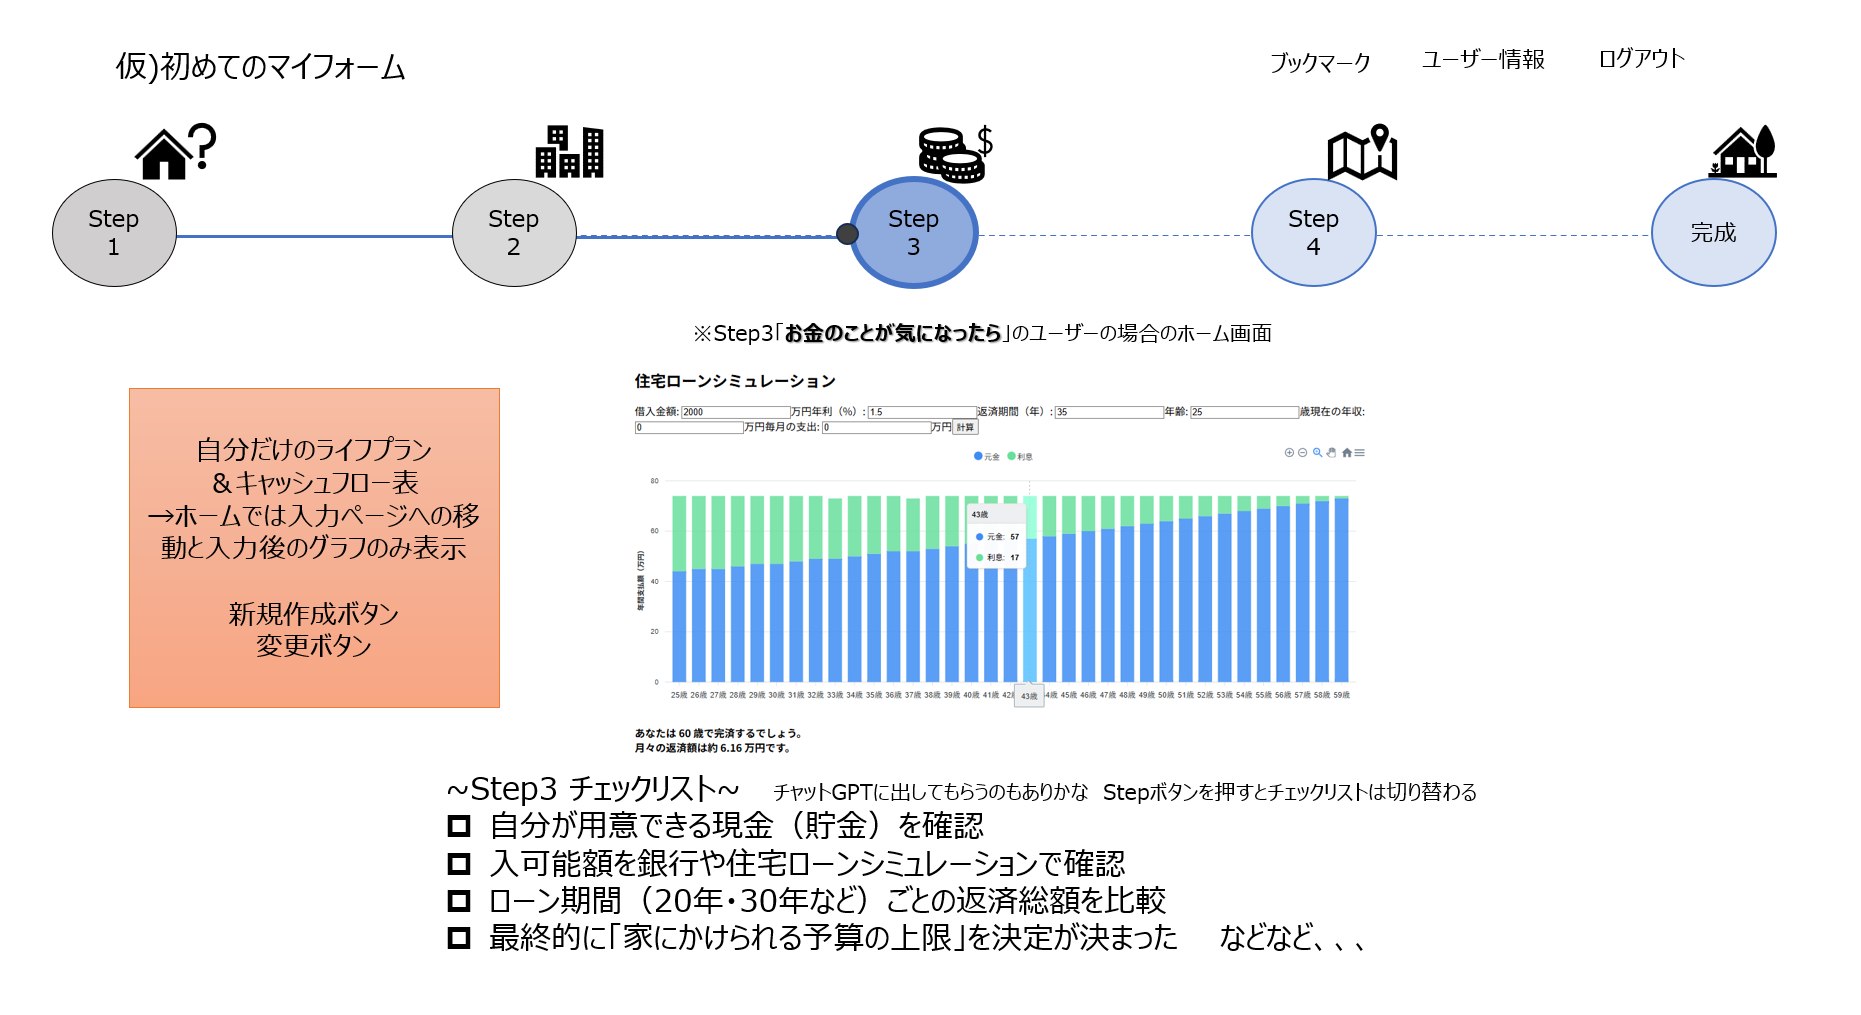 仮)初めてのマイフォーム
ブックマーク
ユーザー情報
ログアウト
?
$
Step
1
Step
2
Step
3
Step
4
完成
※Step3「お金のことが気になったら」のユーザーの場合のホーム画面
自分だけのライフプラン
＆キャッシュフロー表
→ホームでは入力ページへの移
動と入力後のグラフのみ表示
新規作成ボタン
変更ボタン
住宅ローンシミュレーション
借入金額: 2000 万円年利（%）: 1.5 返済期間（年）: 35 年齢: 25 歳現在の年収:
0 万円毎月の支出: 0 万円 計算
元金 利息
年間支払額（万円）
80
60
40
20
0
43歳
元金: 57
利息: 17
25歳 26歳 27歳 28歳 29歳 30歳 31歳 32歳 33歳 34歳 35歳 36歳 37歳 38歳 39歳 40歳 41歳 42 43歳 4歳 45歳 46歳 47歳 48歳 49歳 50歳 51歳 52歳 53歳 54歳 55歳 56歳 57歳 58歳 59歳
あなたは 60 歳で完済するでしょう。
月々の返済額は約 6.16 万円です。
~Step3 チェックリスト~ チャットGPTに出してもらうのもありかな Stepボタンを押すとチェックリストは切り替わる
自分が用意できる現金（貯金）を確認
入可能額を銀行や住宅ローンシミュレーションで確認
ローン期間（20年・30年など）ごとの返済総額を比較
最終的に「家にかけられる予算の上限」を決定が決まった などなど、、、